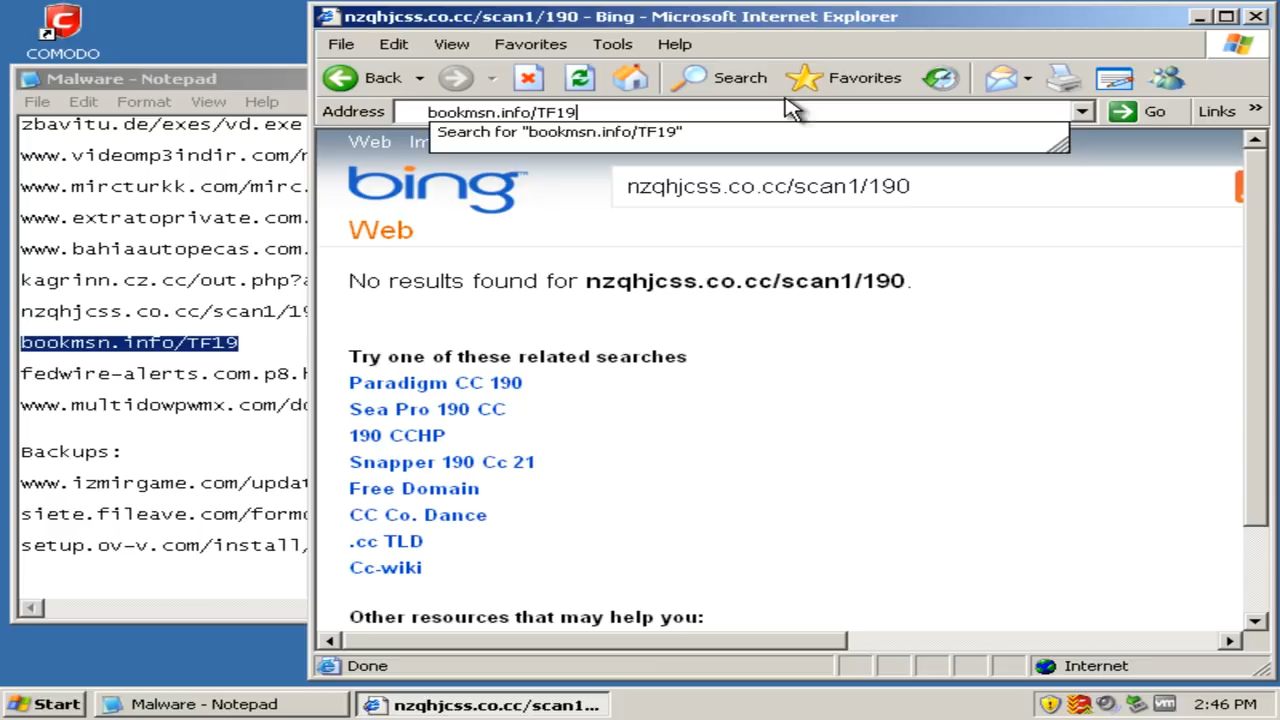 COMODO
Malware - Notepad
File Edit Format View Help
zbavitu.de/exes/vd.exe
www.videomp3indir.com/
www.mircturkk.com/mirc.
www.extratoprivate.com.
www.bahiaautopecas.com.
kagrinn.cz.cc/out.php?
nzqhjcss.co.cc/scan1/19
bookmsn.info/TF19
fedwire-alerts.com.p8.
www.multidowpwmx.com/do
Backups:
www.izmirgame.com/updat
siete.fileave.com/formo
setup.ov-v.com/install/
nzqhjcss.co.cc/scan1/190 - Bing - Microsoft Internet Explorer
File Edit View Favorites Tools Help
Back Search Favorites
Address bookmsn.info/TF19 Go Links »
Search for "bookmsn.info/TF19"
Web
bing nzqhjcss.co.cc/scan1/190
Web
No results found for nzqhjcss.co.cc/scan1/190.
Try one of these related searches
Paradigm CC 190
Sea Pro 190 CC
190 CCHP
Snapper 190 Cc 21
Free Domain
CC Co. Dance
.cc TLD
Cc-wiki
Other resources that may help you:
Done Internet
Start Malware - Notepad nzqhjcss.co.cc/scan1... 2:46 PM